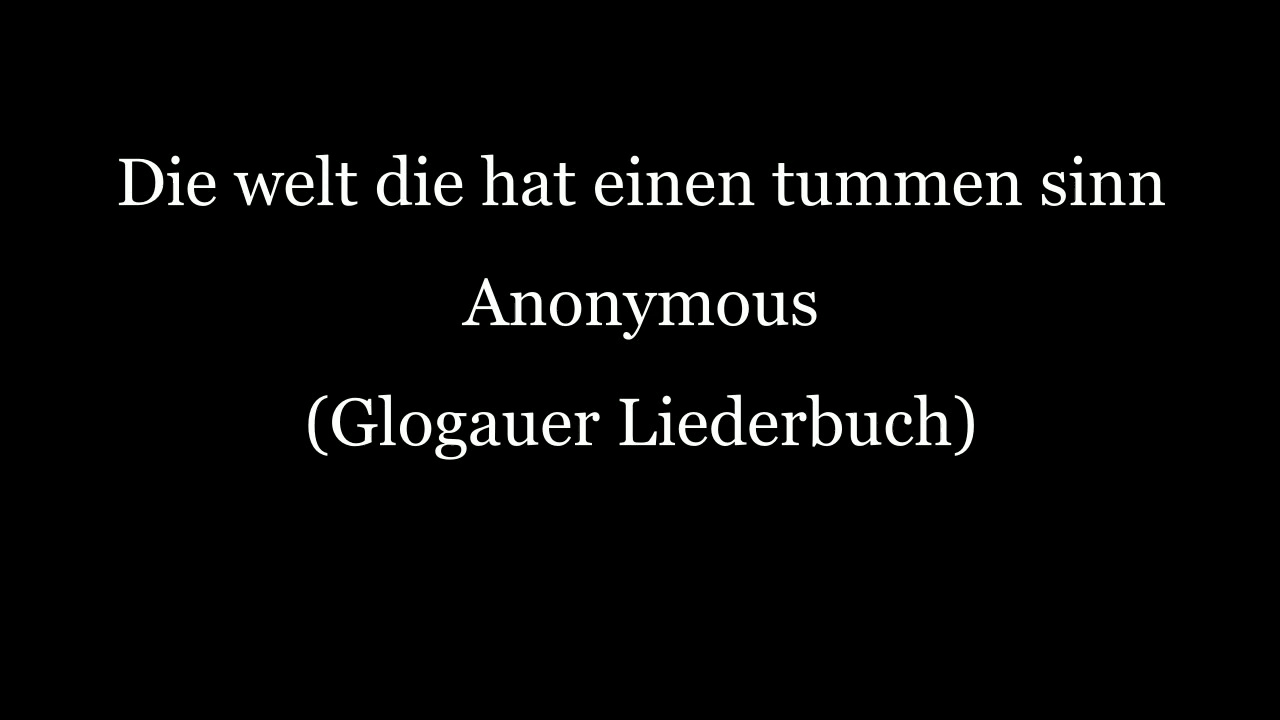 Die welt die hat einen tummen sinn
Anonymous
(Glogauer Liederbuch)